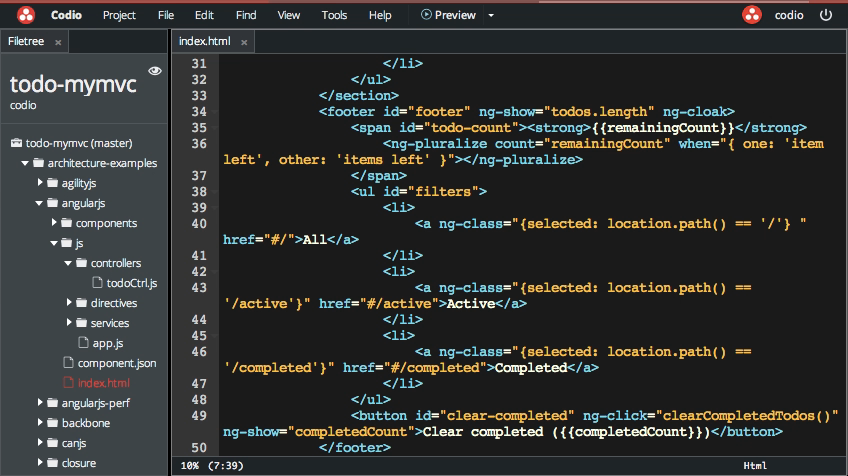 Codio Project File Edit Find View Tools Help Preview codio
Filetree ×
todo-mymvc
codio
todo-mymvc (master)
architecture-examples
agilityjs
angularjs
components
js
controllers
todoCtrl.js
directives
services
app.js
component.json
index.html
angularjs-perf
backbone
canjs
closure
index.html ×
31 </li>
32 </ul>
33 </section>
34 <footer id="footer" ng-show="todos.length" ng-cloak>
35 <span id="todo-count"><strong>{{remainingCount}}</strong>
36 <ng-pluralize count="remainingCount" when="{ one: 'item
left', other: 'items left' }"></ng-pluralize>
37 </span>
38 <ul id="filters">
39 <li>
40 <a ng-class="{selected: location.path() == '/'} "
href="#/">All</a>
41 </li>
42 <li>
43 <a ng-class="{selected: location.path() ==
'/active'}" href="#/active">Active</a>
44 </li>
45 <li>
46 <a ng-class="{selected: location.path() ==
'/completed'}" href="#/completed">Completed</a>
47 </li>
48 </ul>
49 <button id="clear-completed" ng-click="clearCompletedTodos()"
ng-show="completedCount">Clear completed ({{completedCount}})</button>
50 </footer>
10% (7:39) Html